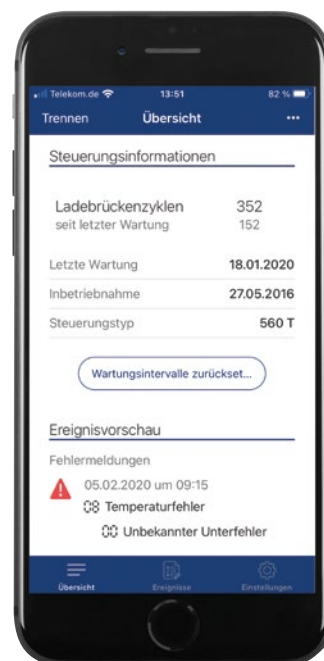 Telekom.de 13:51 82 %
Trennen Übersicht ...
Steuerungsinformationen
Ladebrückenzyklen 352
seit letzter Wartung 152
Letzte Wartung 18.01.2020
Inbetriebnahme 27.05.2016
Steuerungstyp 560 T
Wartungsintervalle zurückset...
Ereignisvorschau
Fehlermeldungen
05.02.2020 um 09:15
08 Temperaturfehler
00 Unbekannter Unterfehler
Übersicht Ereignisse Einstellungen